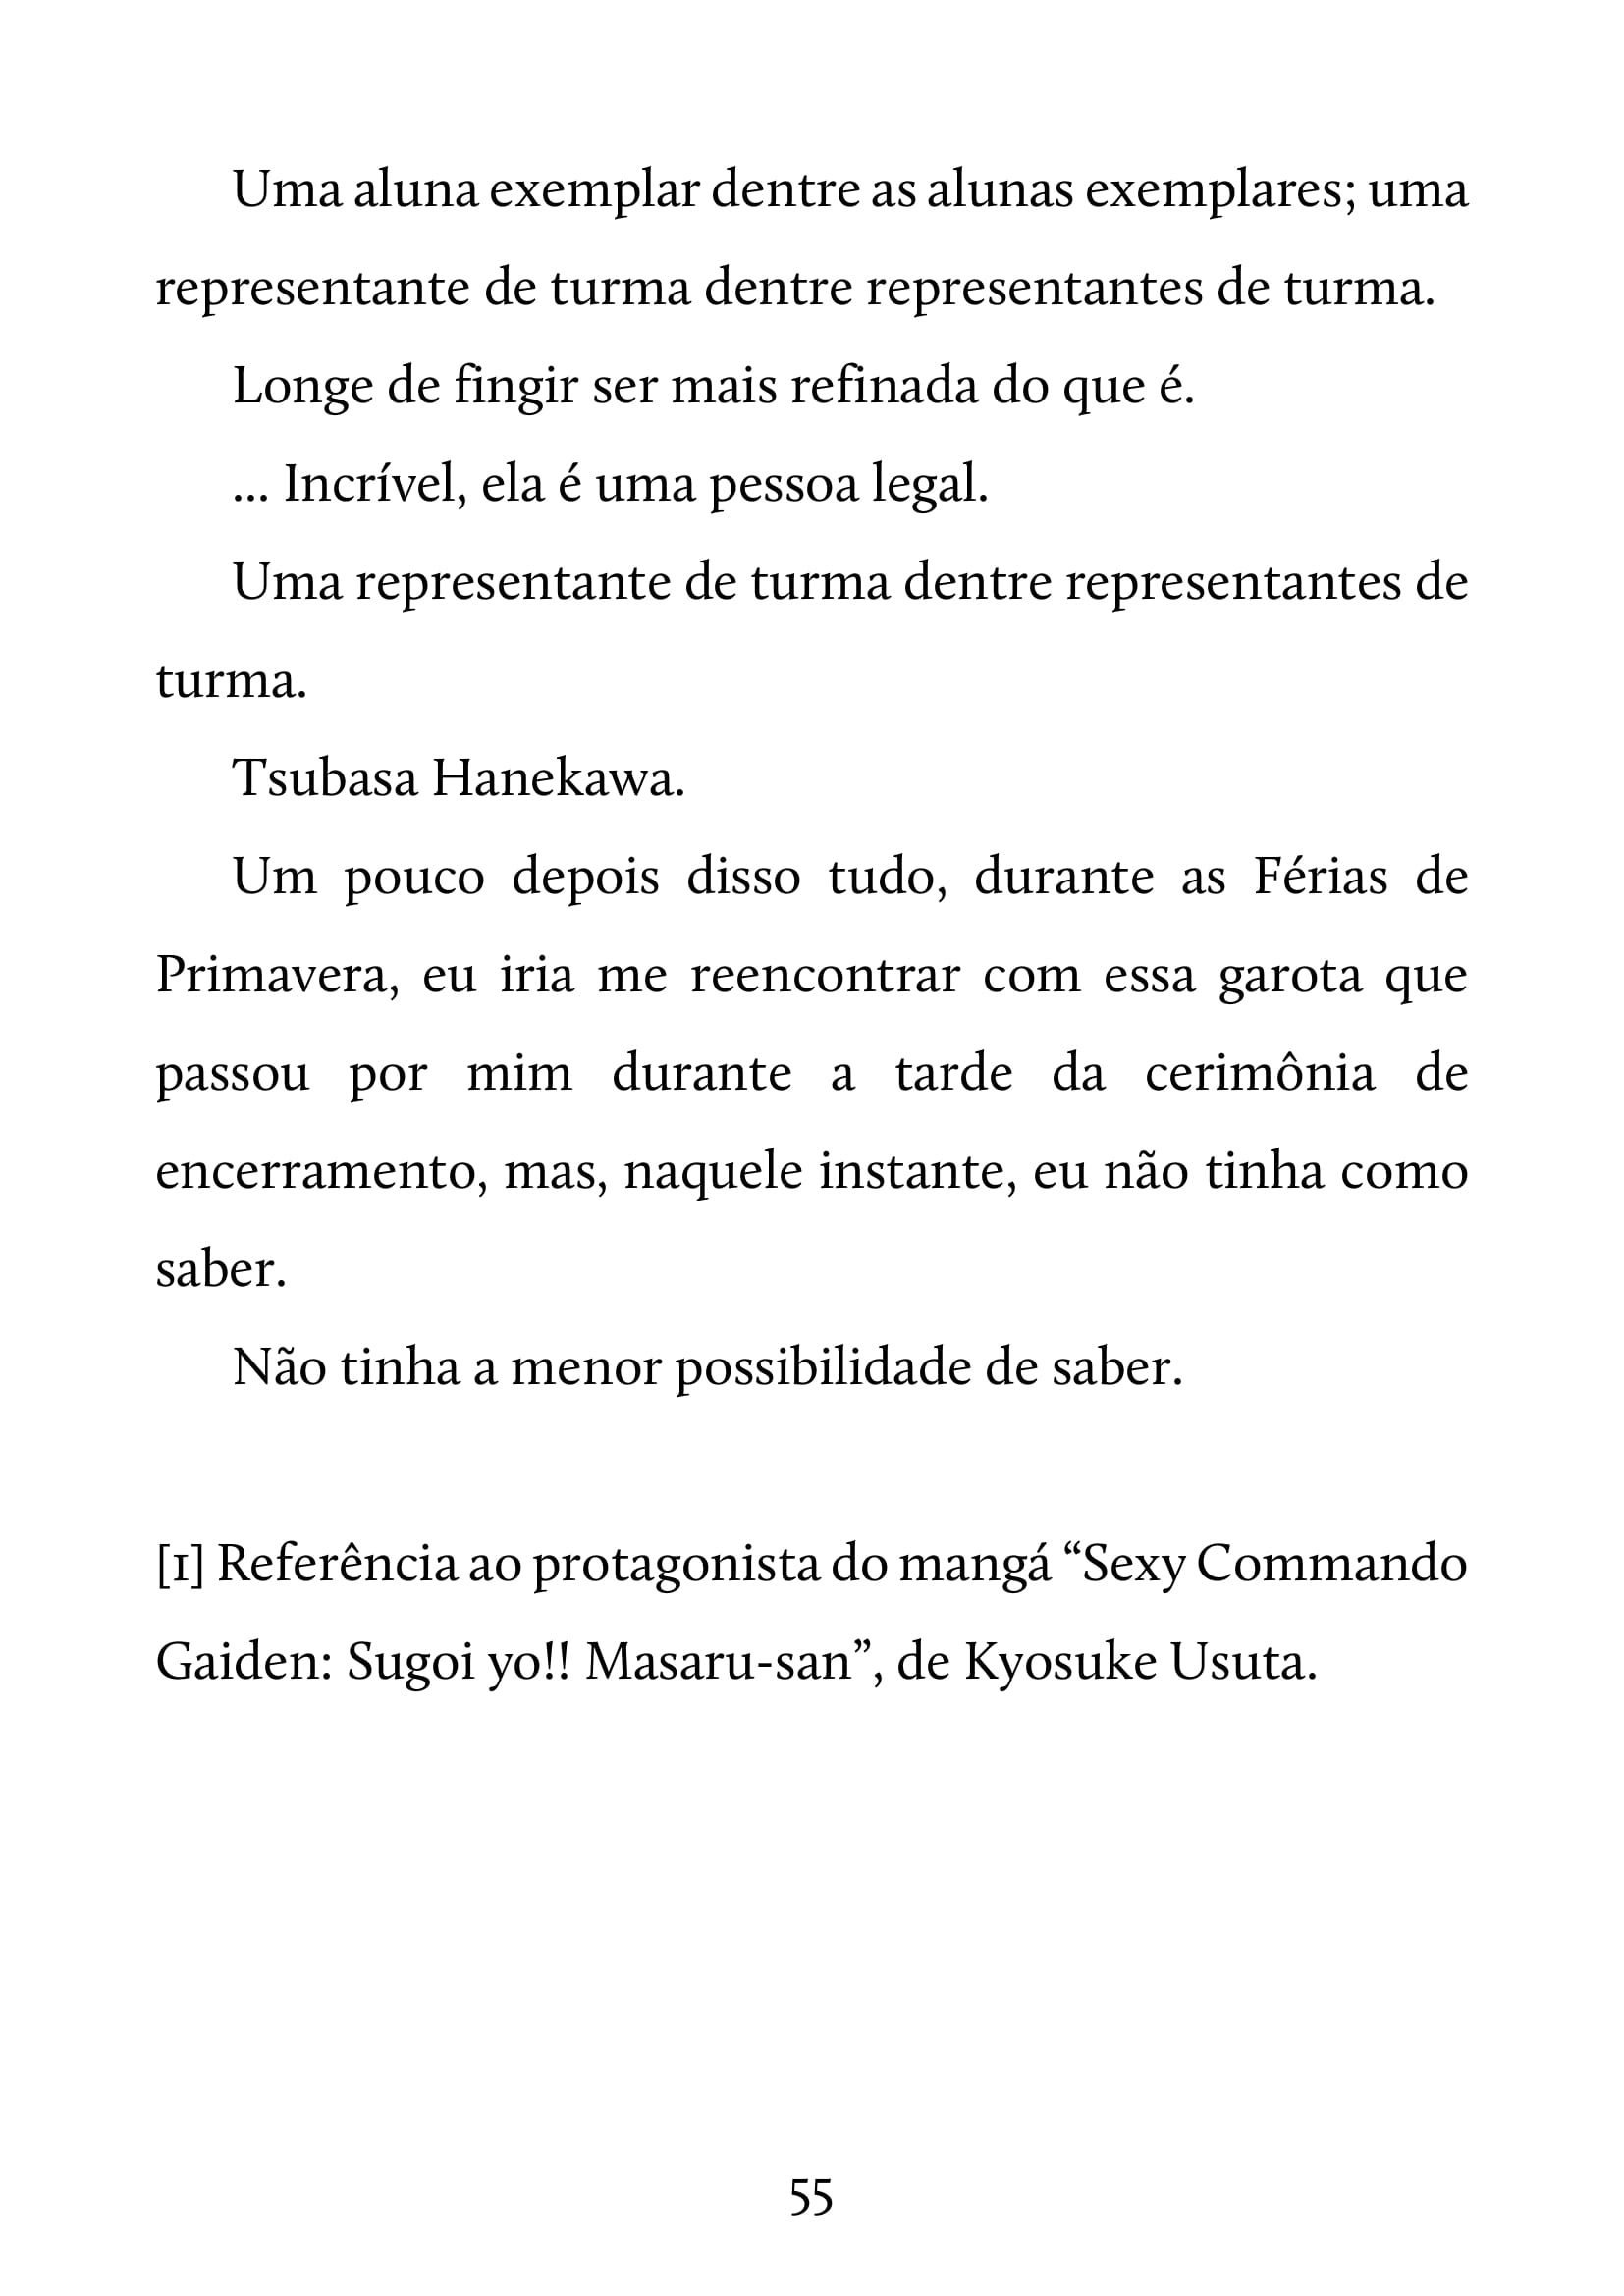 Uma aluna exemplar dentre as alunas exemplares; uma
representante de turma dentre representantes de turma.
Longe de fingir ser mais refinada do que é.
... Incrível, ela é uma pessoa legal.
Uma representante de turma dentre representantes de
turma.
Tsubasa Hanekawa.
Um pouco depois disso tudo, durante as Férias de
Primavera, eu iria me reencontrar com essa garota que
passou por mim durante a tarde da cerimônia de
encerramento, mas, naquele instante, eu não tinha como
saber.
Não tinha a menor possibilidade de saber.
[1] Referência ao protagonista do mangá “Sexy Commando
Gaiden: Sugoi yo!! Masaru-san”, de Kyosuke Usuta.
55